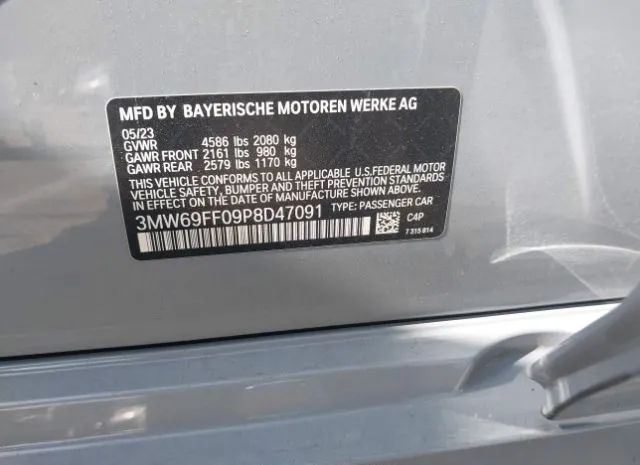 MFD BY BAYERISCHE MOTOREN WERKE AG
05/23
GVWR 4586 lbs 2080 kg
GAWR FRONT 2161 lbs 980 kg
GAWR REAR 2579 lbs 1170 kg
THIS VEHICLE CONFORMS TO ALL APPLICABLE U.S.FEDERAL MOTOR
VEHICLE SAFETY, BUMPER AND THEFT PREVENTION STANDARDS
IN EFFECT ON THE DATE OF MANUFACTURE SHOWN ABOVE.
3MW69FF09P8D47091 TYPE: PASSENGER CAR
C4P
7 315 814